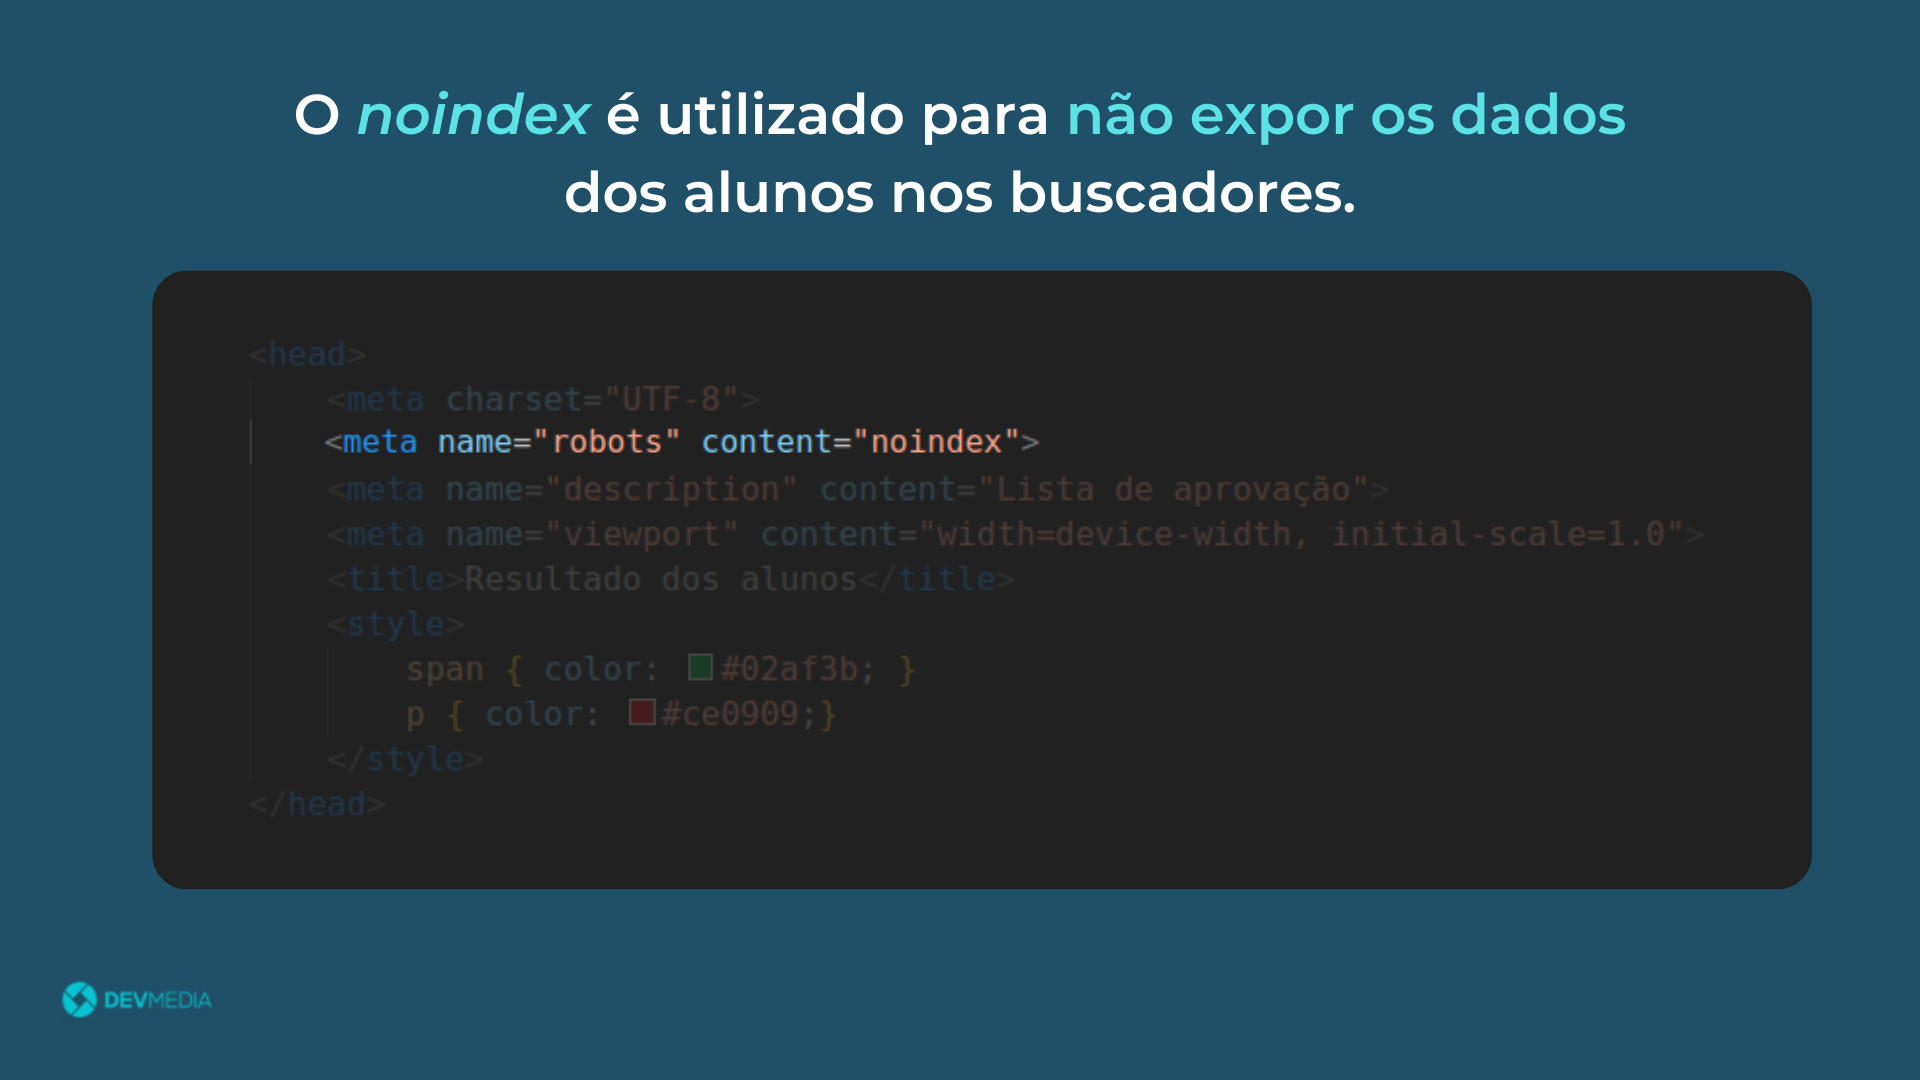 O noindex é utilizado para não expor os dados
dos alunos nos buscadores.
<head>
<meta charset="UTF-8">
<meta name="robots" content="noindex">
<meta name="description" content="Lista de aprovação">
<meta name="viewport" content="width=device-width, initial-scale=1.0">
<title>Resultado dos alunos</title>
<style>
span { color: #02af3b; }
p { color: #ce0909;}
</style>
</head>
DEVMEDIA